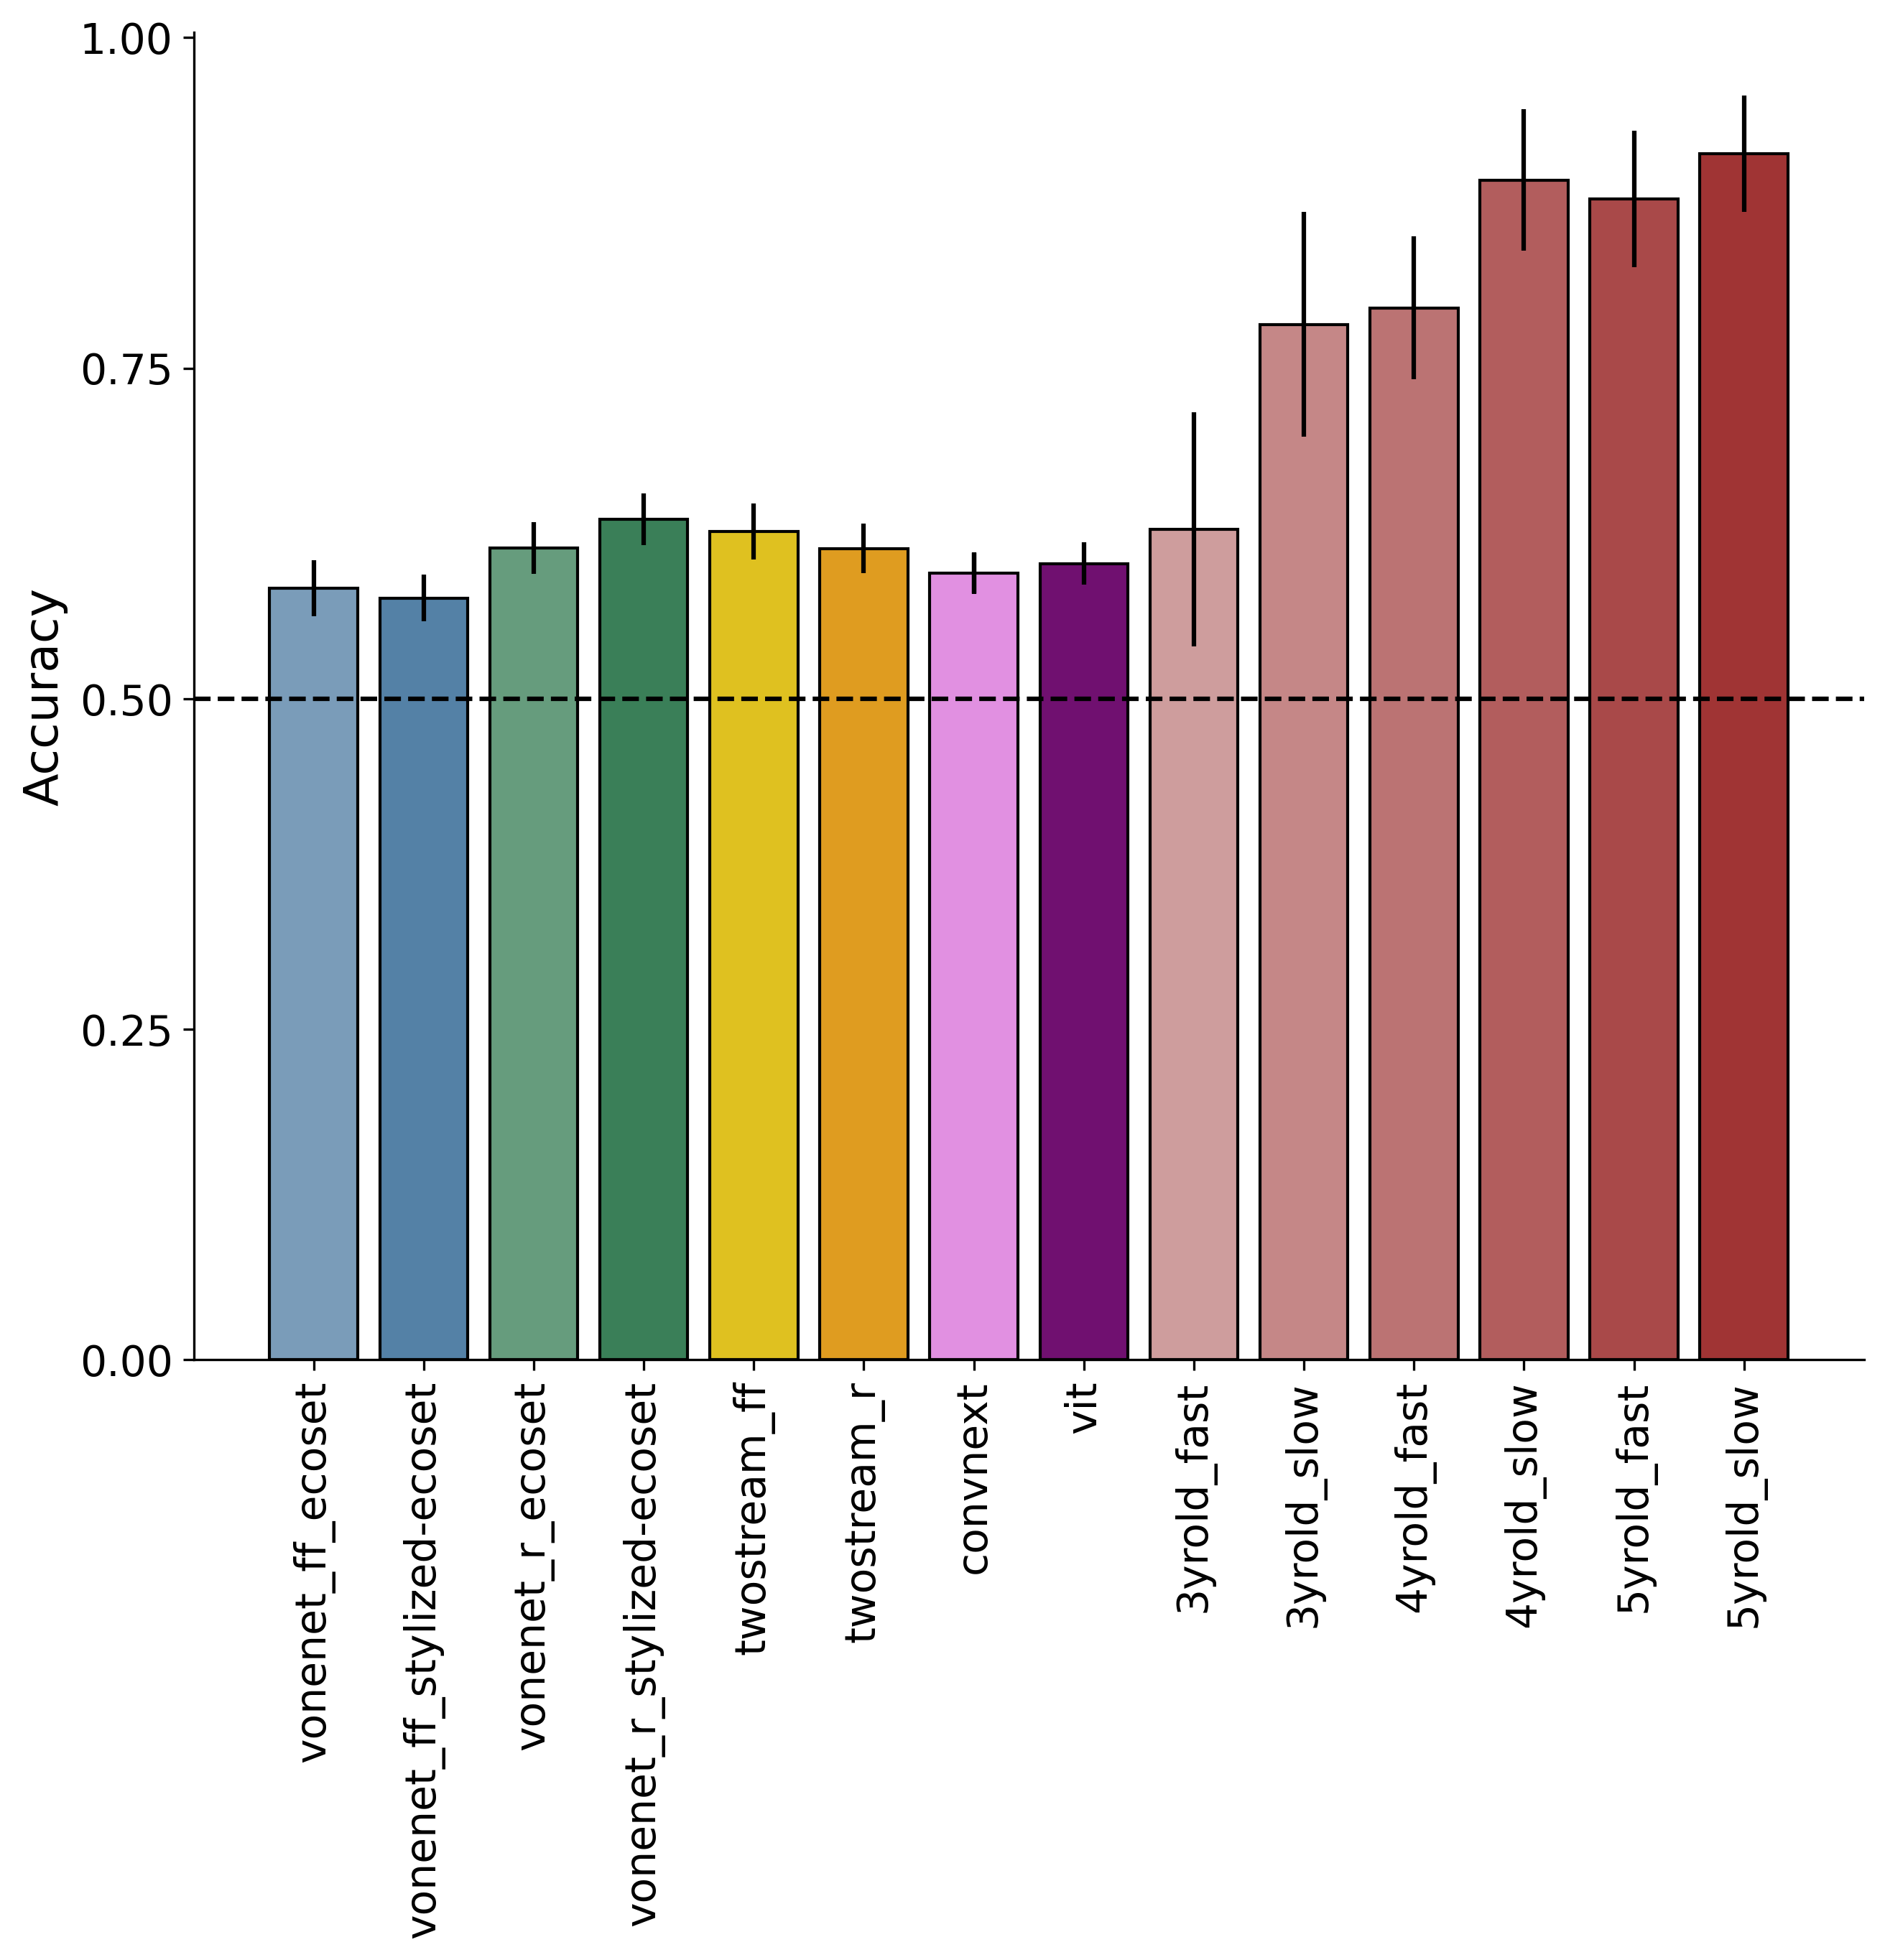 1.00
0.75
0.50
0.25
0.00
Accuracy
vonenet_ff_ecoset
vonenet_ff_stylized-ecoset
vonenet_r_ecoset
vonenet_r_stylized-ecoset
twostream_ff
twostream_r
convnext
vit
3yrold_fast
3yrold_slow
4yrold_fast
4yrold_slow
5yrold_fast
5yrold_slow